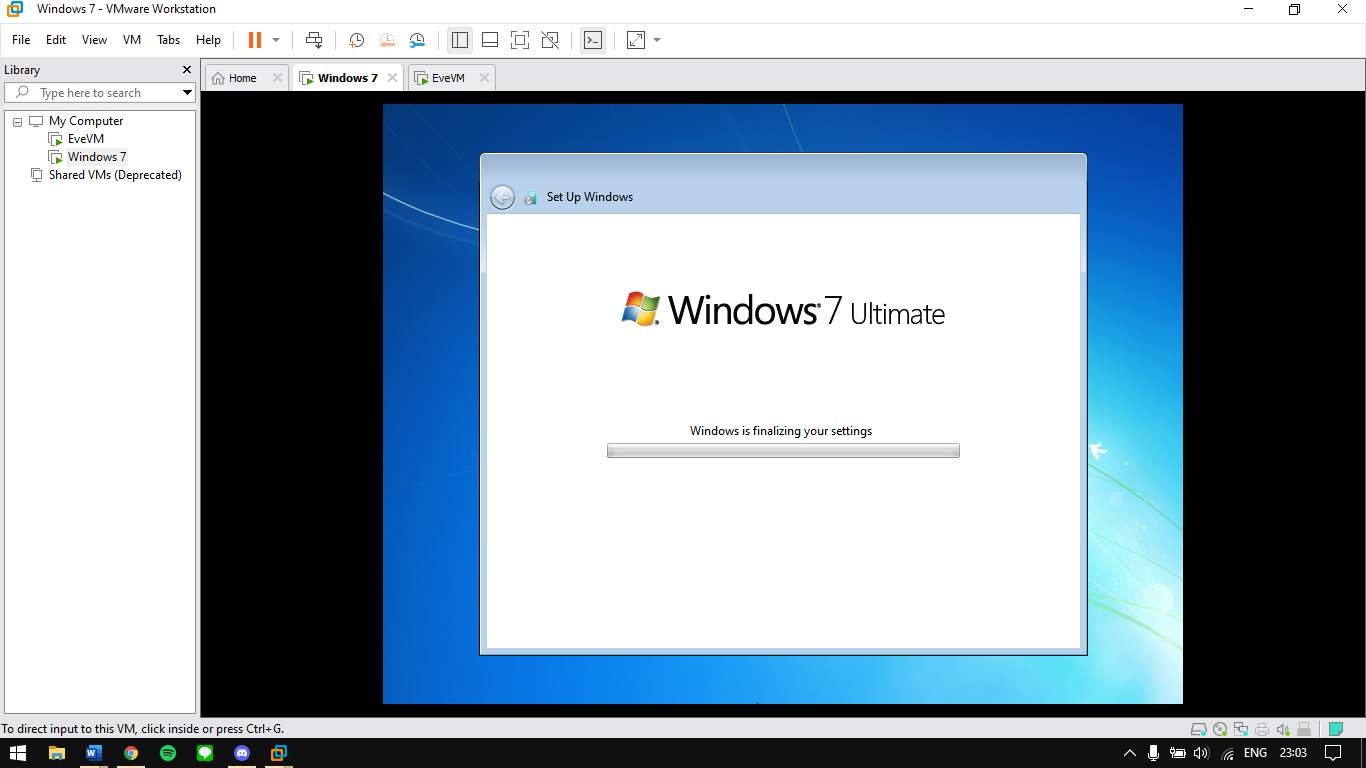 Windows 7 - VMware Workstation
File Edit View VM Tabs Help
Library
Type here to search
My Computer
EveVM
Windows 7
Shared VMs (Deprecated)
Home
Windows 7
EveVM
Set Up Windows
Windows® 7 Ultimate
Windows is finalizing your settings
To direct input to this VM, click inside or press Ctrl+G.
ENG 23:03